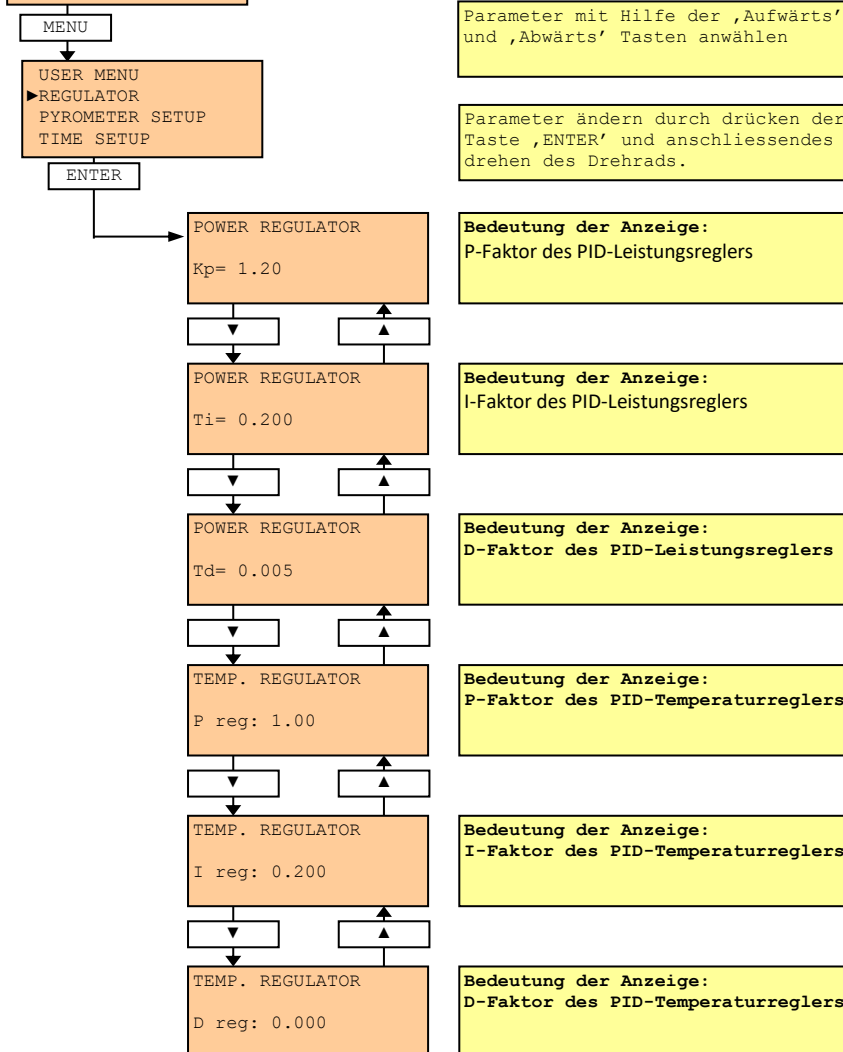 MENU
Parameter mit Hilfe der ‚Aufwärts’
und ‚Abwärts’ Tasten anwählen
USER MENU
►REGULATOR
PYROMETER SETUP
TIME SETUP
Parameter ändern durch drücken der
Taste ‚ENTER’ und anschliessendes
drehen des Drehrads.
ENTER
POWER REGULATOR
Kp= 1.20
Bedeutung der Anzeige:
P-Faktor des PID-Leistungsreglers
▼ ▲
POWER REGULATOR
Ti= 0.200
Bedeutung der Anzeige:
I-Faktor des PID-Leistungsreglers
▼ ▲
POWER REGULATOR
Td= 0.005
Bedeutung der Anzeige:
D-Faktor des PID-Leistungsreglers
▼ ▲
TEMP. REGULATOR
P reg: 1.00
Bedeutung der Anzeige:
P-Faktor des PID-Temperaturreglers
▼ ▲
TEMP. REGULATOR
I reg: 0.200
Bedeutung der Anzeige:
I-Faktor des PID-Temperaturreglers
▼ ▲
TEMP. REGULATOR
D reg: 0.000
Bedeutung der Anzeige:
D-Faktor des PID-Temperaturreglers